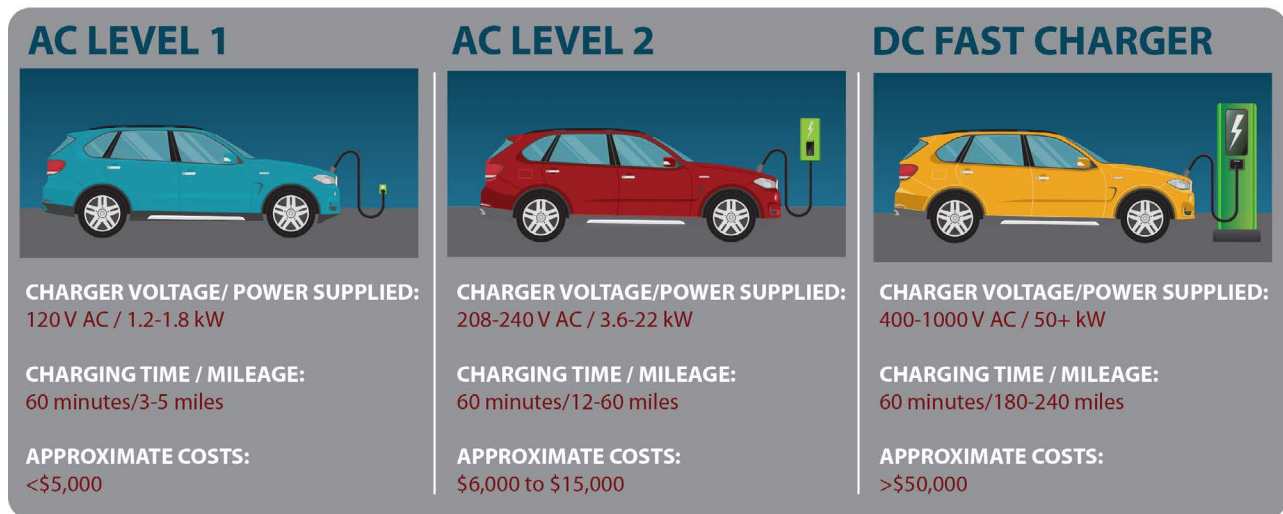 AC LEVEL 1
CHARGER VOLTAGE/ POWER SUPPLIED:
120 V AC / 1.2-1.8 kW
CHARGING TIME / MILEAGE:
60 minutes/3-5 miles
APPROXIMATE COSTS:
<$5,000
AC LEVEL 2
CHARGER VOLTAGE/POWER SUPPLIED:
208-240 V AC / 3.6-22 kW
CHARGING TIME / MILEAGE:
60 minutes/12-60 miles
APPROXIMATE COSTS:
$6,000 to $15,000
DC FAST CHARGER
CHARGER VOLTAGE/POWER SUPPLIED:
400-1000 V AC / 50+ kW
CHARGING TIME / MILEAGE:
60 minutes/180-240 miles
APPROXIMATE COSTS:
>$50,000